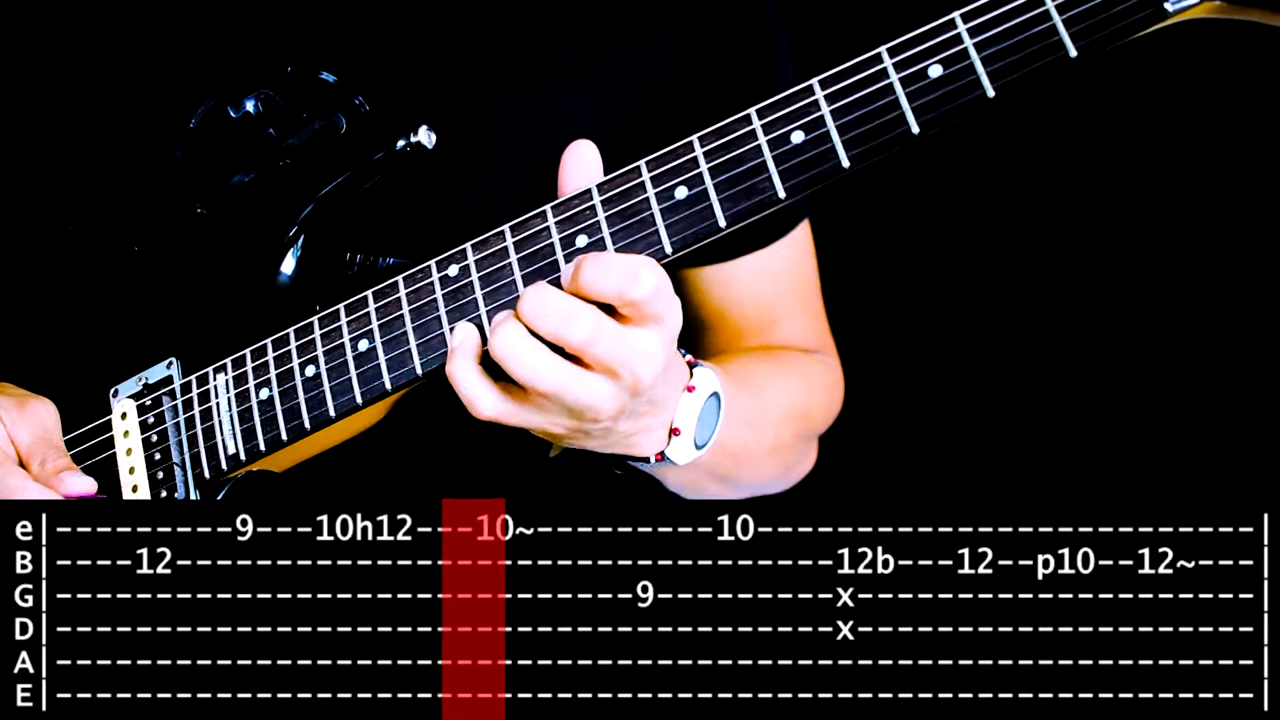 e|---------9---10h12---10~---------10-------------------------|
B|----12---------------------------------12b---12--p10--12~---|
G|-----------------------------9---------x--------------------|
D|---------------------------------------x--------------------|
A|------------------------------------------------------------|
E|------------------------------------------------------------|